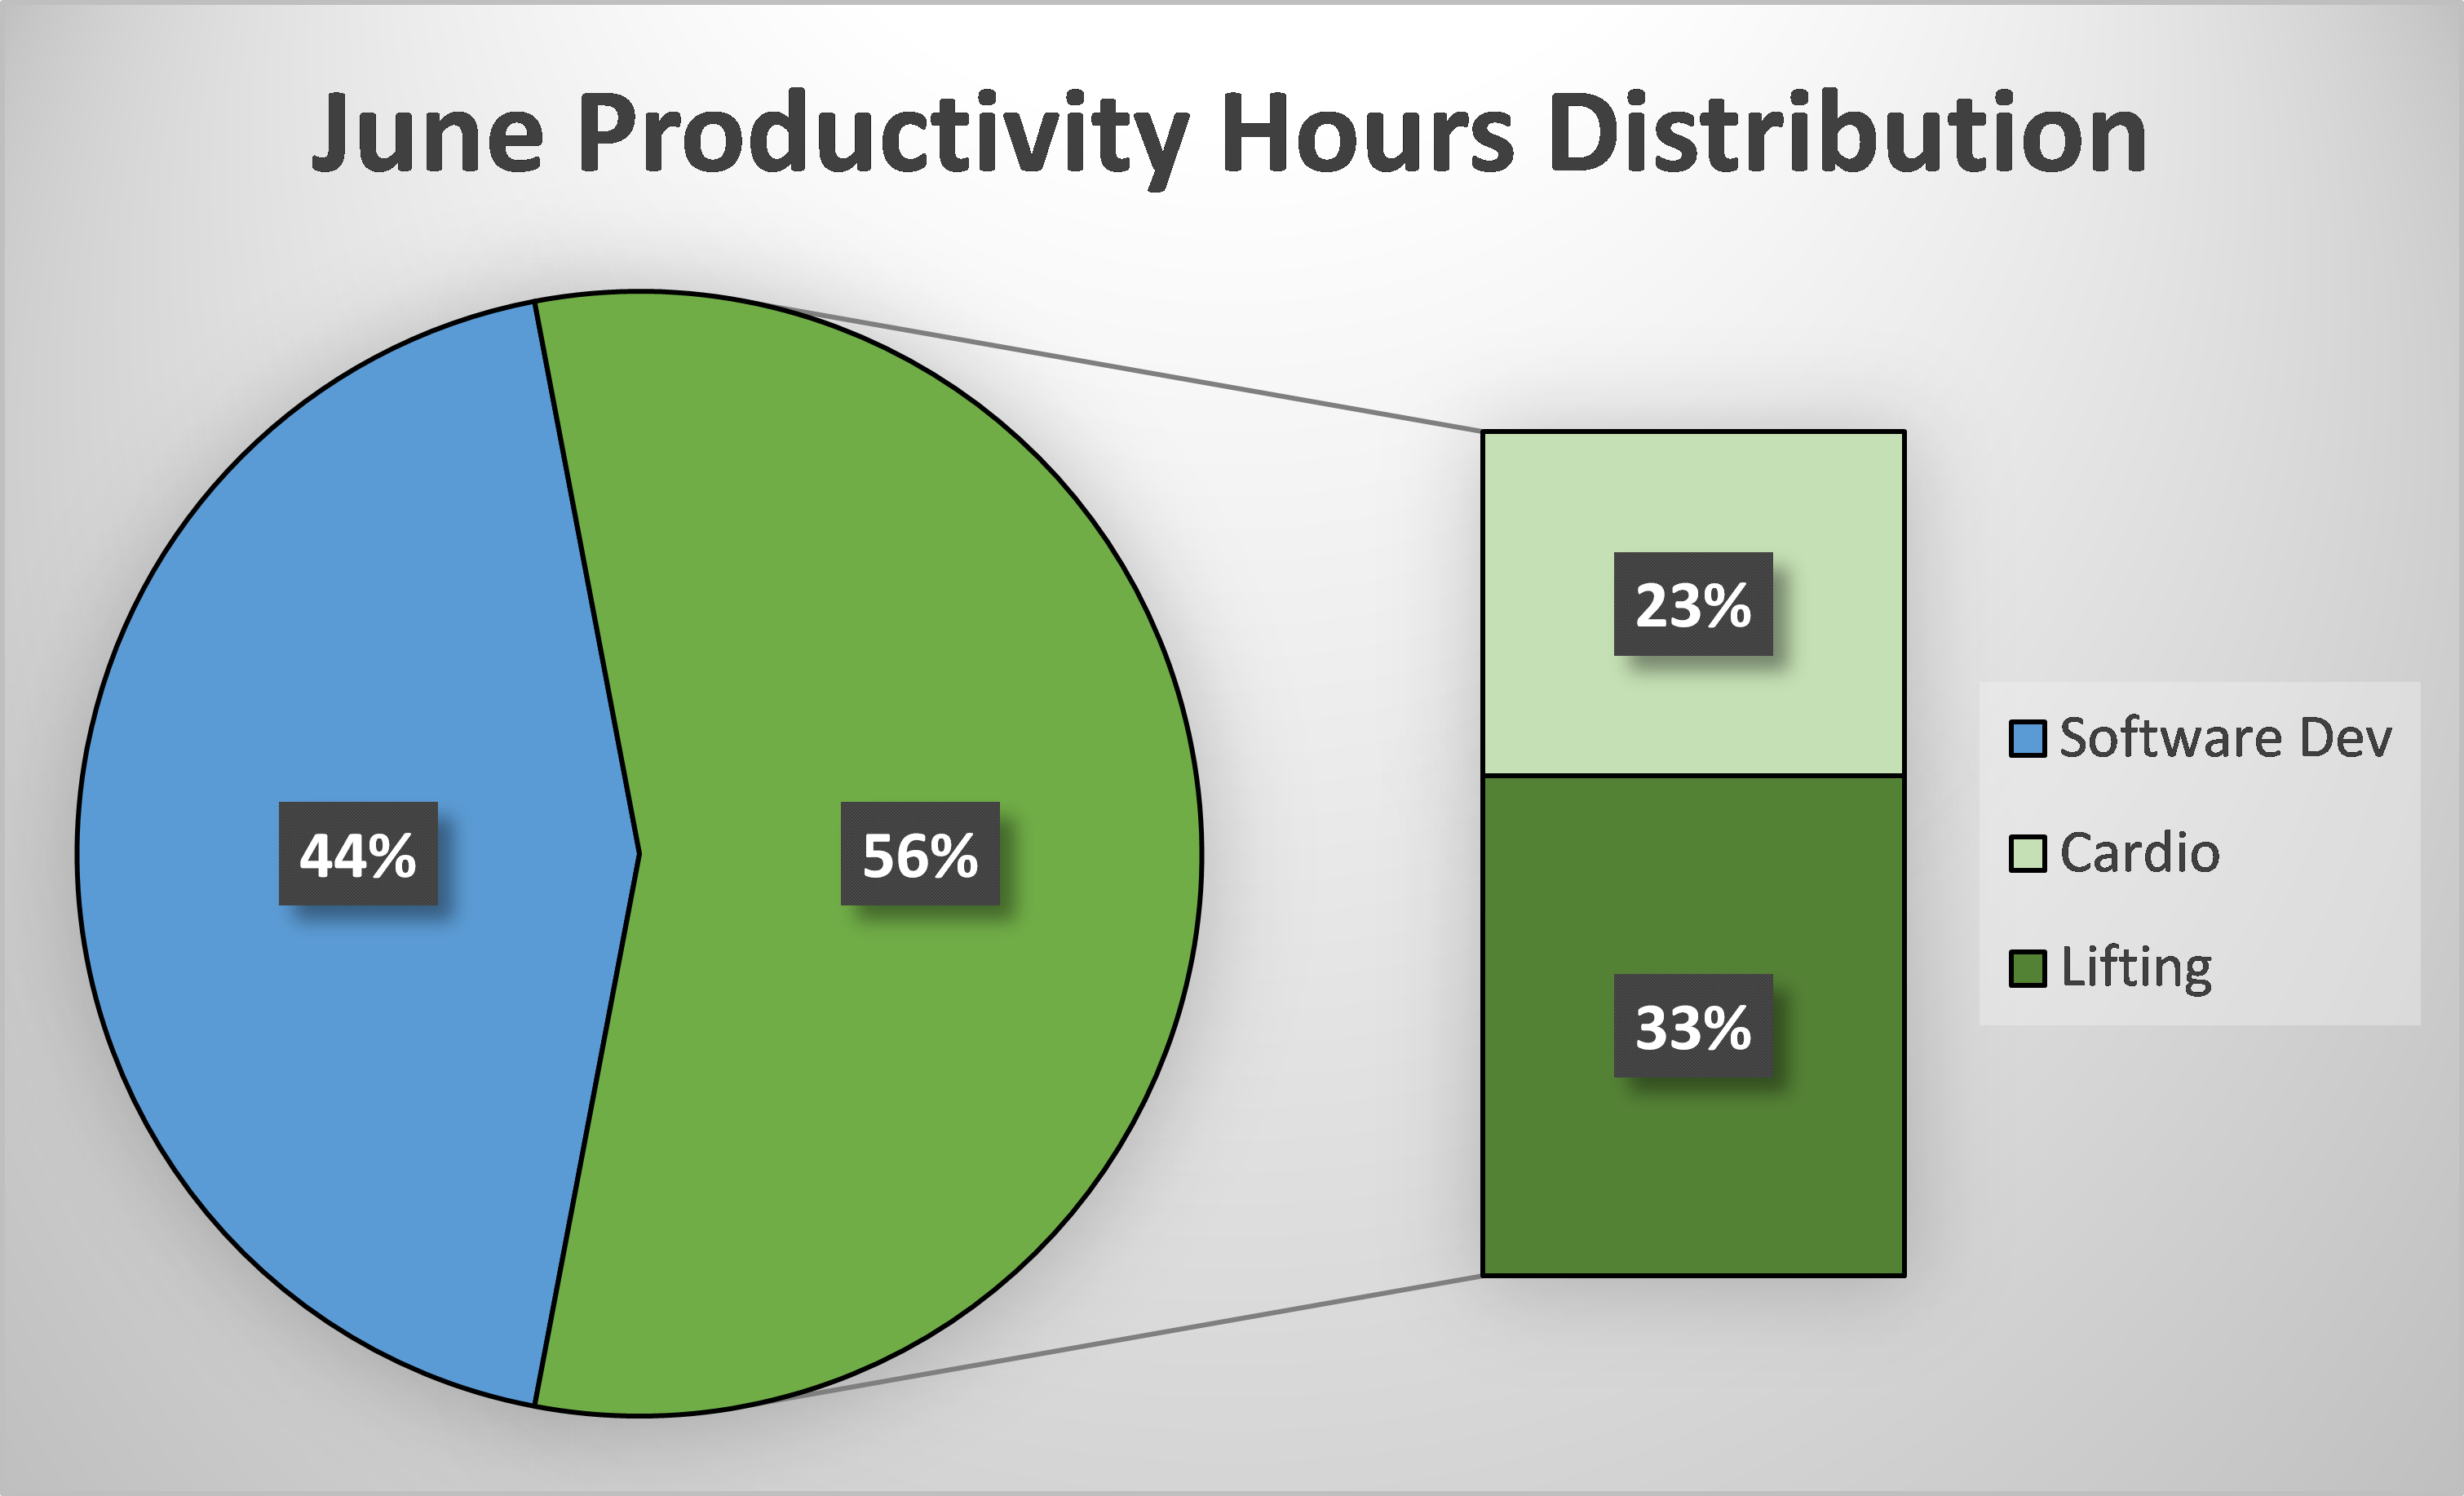 June Productivity Hours Distribution
44%
56%
23%
33%
Software Dev
Cardio
Lifting